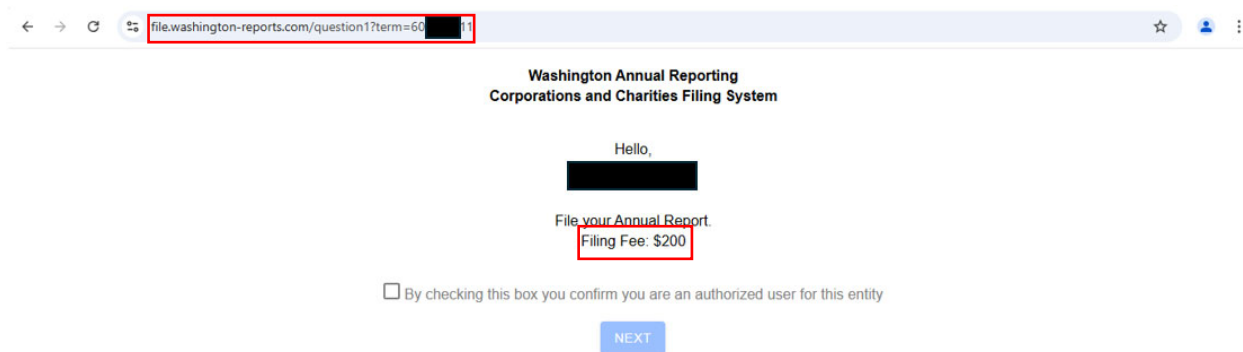 file.washington-reports.com/question1?term=60 11
Washington Annual Reporting
Corporations and Charities Filing System
Hello,
File your Annual Report.
Filing Fee: $200
By checking this box you confirm you are an authorized user for this entity
NEXT